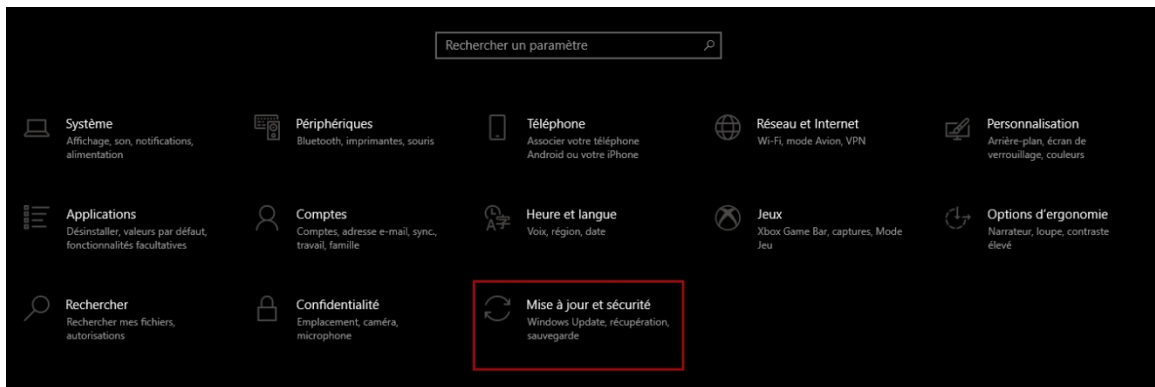 Rechercher un paramètre
Système
Affichage, son, notifications,
alimentation
Périphériques
Bluetooth, imprimantes, souris
Téléphone
Associer votre téléphone
Android ou votre iPhone
Réseau et Internet
Wi-Fi, mode Avion, VPN
Personnalisation
Arrière-plan, écran de
verrouillage, couleurs
Applications
Désinstaller, valeurs par défaut,
fonctionnalités facultatives
Comptes
Comptes, adresse e-mail, sync.,
travail, famille
Heure et langue
Voix, région, date
Jeux
Xbox Game Bar, captures, Mode
Jeu
Options d'ergonomie
Narrateur, loupe, contraste
élevé
Rechercher
Rechercher mes fichiers,
autorisations
Confidentialité
Emplacement, caméra,
microphone
Mise à jour et sécurité
Windows Update, récupération,
sauvegarde